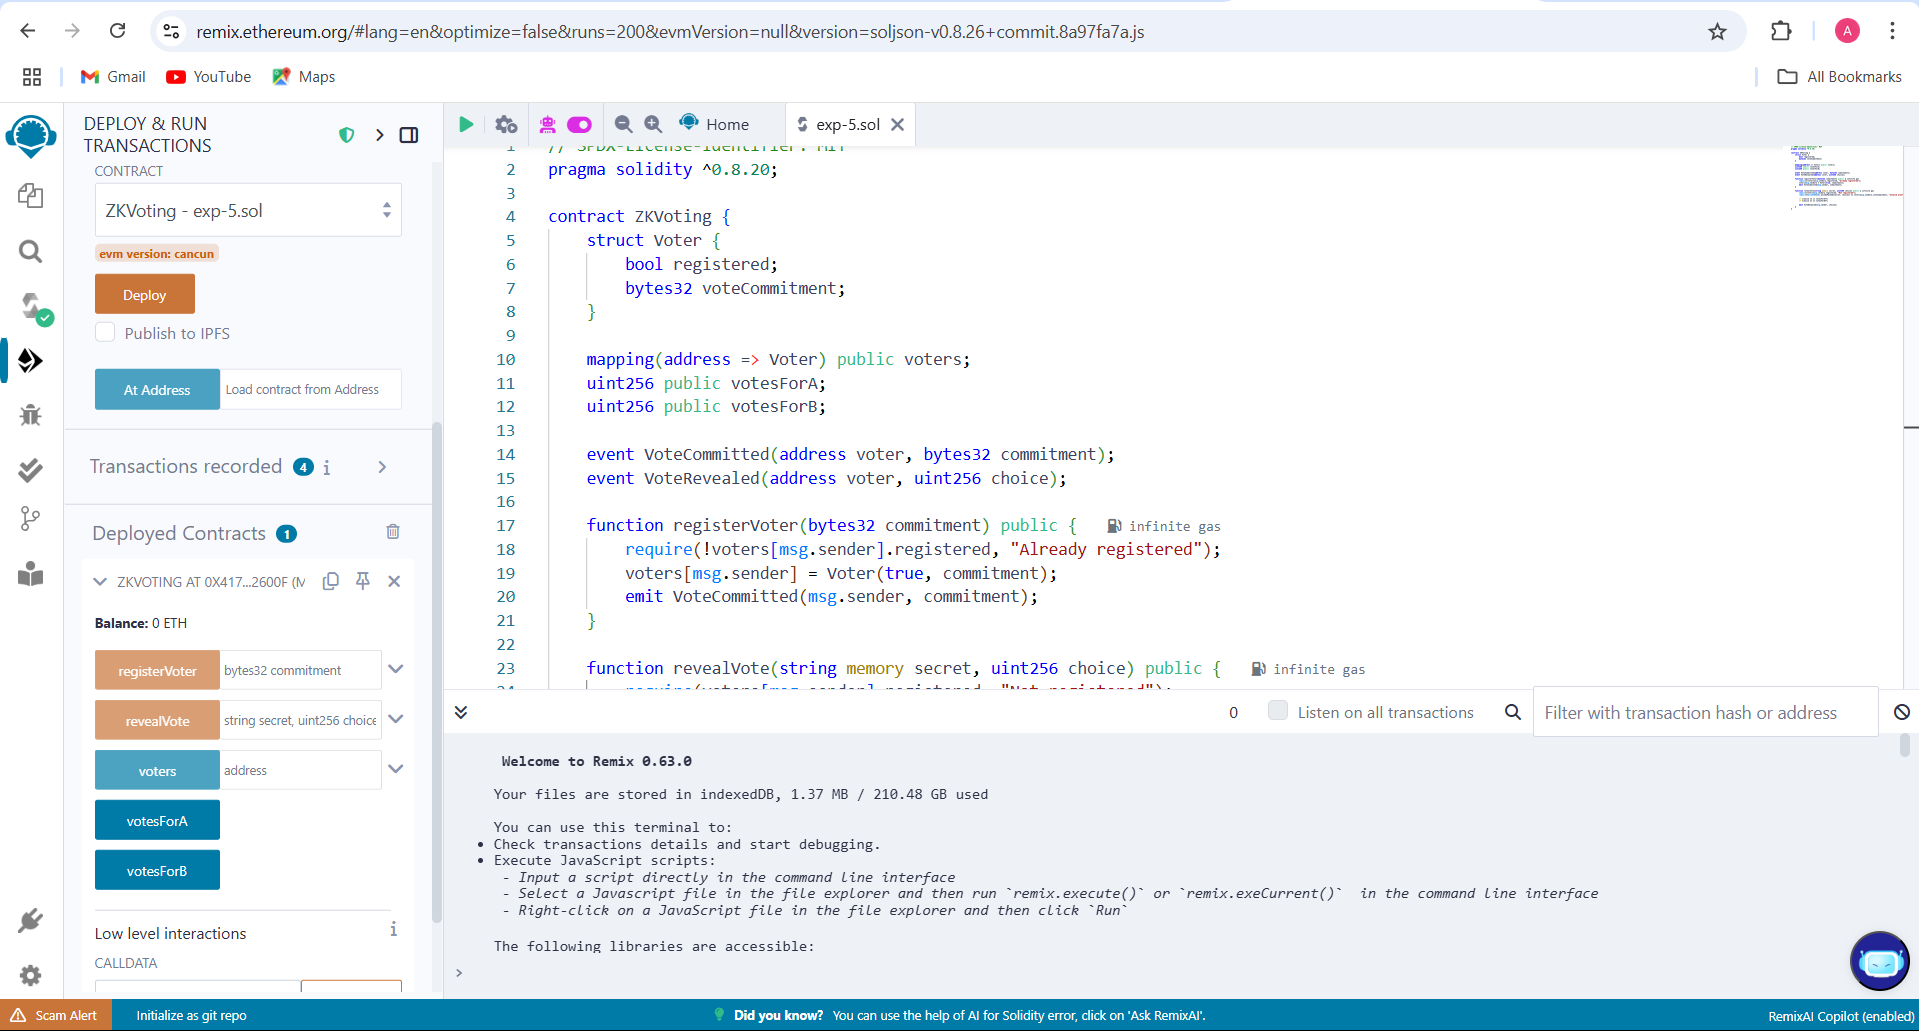 remix.ethereum.org/#lang=en&optimize=false&runs=200&evmVersion=null&version=soljson-v0.8.26+commit.8a97fa7a.js
A
Gmail
YouTube
Maps
All Bookmarks
DEPLOY & RUN
TRANSACTIONS
CONTRACT
ZKVoting - exp-5.sol
evm version: cancun
Deploy
Publish to IPFS
At Address
Load contract from Address
Transactions recorded 4 i
Deployed Contracts 1
ZKVOTING AT 0X417...2600F (M
Balance: 0 ETH
registerVoter
bytes32 commitment
revealVote
string secret, uint256 choice
voters
address
votesForA
votesForB
Low level interactions
i
CALLDATA
Home
exp-5.sol
1 // SPDX-License-Identifier: MIT
2 pragma solidity ^0.8.20;
3
4 contract ZKVoting {
5 struct Voter {
6 bool registered;
7 bytes32 voteCommitment;
8 }
9
10 mapping(address => Voter) public voters;
11 uint256 public votesForA;
12 uint256 public votesForB;
13
14 event VoteCommitted(address voter, bytes32 commitment);
15 event VoteRevealed(address voter, uint256 choice);
16
17 function registerVoter(bytes32 commitment) public { infinite gas
18 require(!voters[msg.sender].registered, "Already registered");
19 voters[msg.sender] = Voter(true, commitment);
20 emit VoteCommitted(msg.sender, commitment);
21 }
22
23 function revealVote(string memory secret, uint256 choice) public { infinite gas
24 require(voters[msg.sender].registered, "Not registered");
0
Listen on all transactions
Filter with transaction hash or address
Welcome to Remix 0.63.0
Your files are stored in indexedDB, 1.37 MB / 210.48 GB used
You can use this terminal to:
• Check transactions details and start debugging.
• Execute JavaScript scripts:
- Input a script directly in the command line interface
- Select a Javascript file in the file explorer and then run `remix.execute()` or `remix.exeCurrent()` in the command line interface
- Right-click on a JavaScript file in the file explorer and then click `Run`
The following libraries are accessible:
>
Scam Alert
Initialize as git repo
Did you know? You can use the help of AI for Solidity error, click on 'Ask RemixAI'.
RemixAI Copilot (enabled)